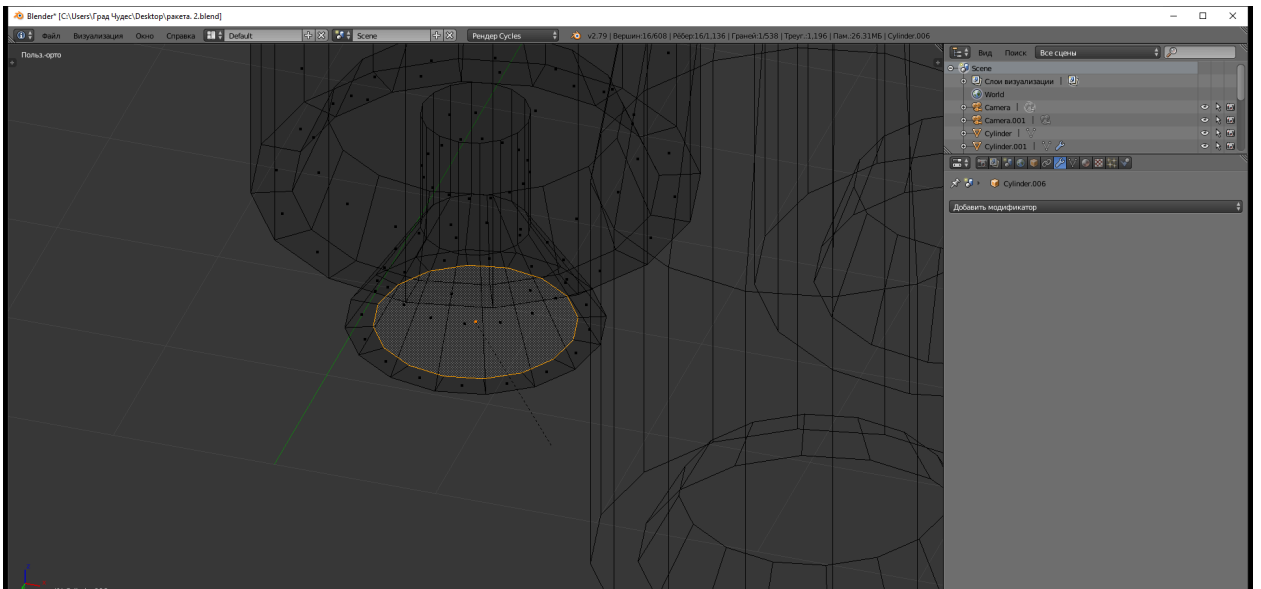 Blender* [C:\Users\Град Чудес\Desktop\ракета. 2.blend]
Файл Визуализация Окно Справка Default Scene Рендер Cycles v2.79 | Вершин:16/608 | Рёбер:16/1,136 | Граней:1/538 | Треуг.:1,196 | Пам.:26.31МБ | Cylinder.006
Польз.-орто
Вид Поиск Все сцены
Scene
Слои визуализации |
World
Camera |
Camera.001 |
Cylinder |
Cylinder.001 |
Cylinder.006
Добавить модификатор